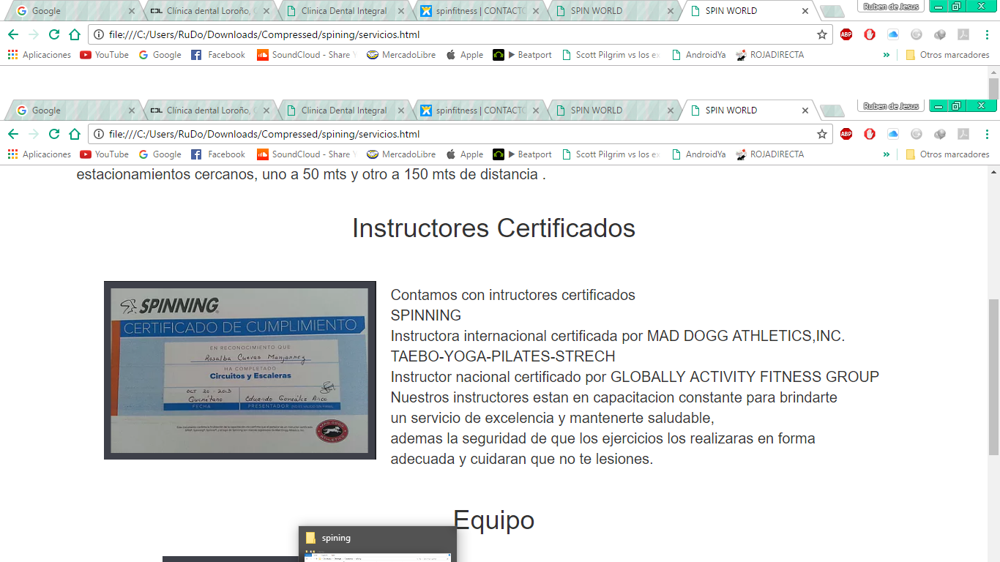 Google
Clínica dental Loroño, C
Clinica Dental Integral
spinfitness | CONTACTO
SPIN WORLD
SPIN WORLD
Ruben de Jesus
file:///C:/Users/RuDo/Downloads/Compressed/spining/servicios.html
ABP
Aplicaciones
YouTube
Google
Facebook
SoundCloud - Share Y
MercadoLibre
Apple
Beatport
Scott Pilgrim vs los ex
AndroidYa
ROJADIRECTA
»
Otros marcadores
Google
Clínica dental Loroño, C
Clinica Dental Integral
spinfitness | CONTACTO
SPIN WORLD
SPIN WORLD
Ruben de Jesus
file:///C:/Users/RuDo/Downloads/Compressed/spining/servicios.html
ABP
Aplicaciones
YouTube
Google
Facebook
SoundCloud - Share Y
MercadoLibre
Apple
Beatport
Scott Pilgrim vs los ex
AndroidYa
ROJADIRECTA
»
Otros marcadores
estacionamientos cercanos, uno a 50 mts y otro a 150 mts de distancia .
Instructores Certificados
SPINNING
CERTIFICADO DE CUMPLIMIENTO
EN RECONOCIMIENTO QUE
Rosalba Cuevas Manjarrez
HA COMPLETADO
Circuitos y Escaleras
OCT 20 - 2013
Querétaro
Eduardo González
FECHA
PRESENTADOR
MAD DOGG
ATHLETICS
Contamos con intructores certificados
SPINNING
Instructora internacional certificada por MAD DOGG ATHLETICS,INC.
TAEBO-YOGA-PILATES-STRECH
Instructor nacional certificado por GLOBALLY ACTIVITY FITNESS GROUP
Nuestros instructores estan en capacitacion constante para brindarte
un servicio de excelencia y mantenerte saludable,
ademas la seguridad de que los ejercicios los realizaras en forma
adecuada y cuidaran que no te lesiones.
Equipo
spining